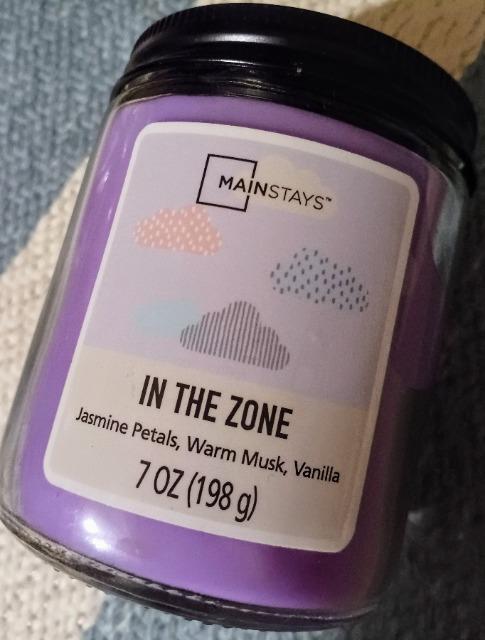 MAINSTAYS™
IN THE ZONE
Jasmine Petals, Warm Musk, Vanilla
7 OZ (198 g)